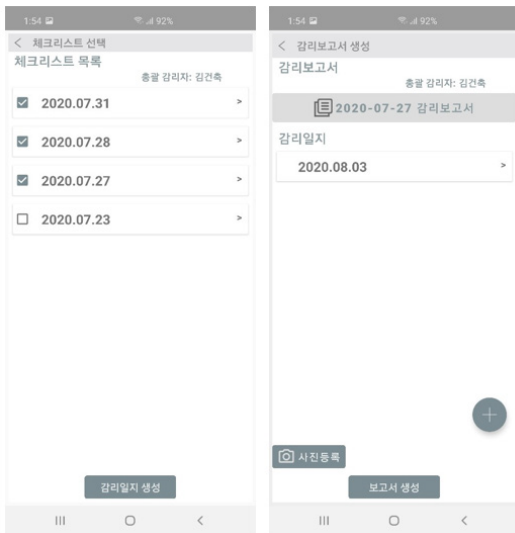 1:54 92%
< 체크리스트 선택
체크리스트 목록
총괄 감리자: 김건축
2020.07.31 >
2020.07.28 >
2020.07.27 >
2020.07.23 >
감리일지 생성
1:54 92%
< 감리보고서 생성
감리보고서
총괄 감리자: 김건축
2020-07-27 감리보고서
감리일지
2020.08.03 >
사진등록
보고서 생성